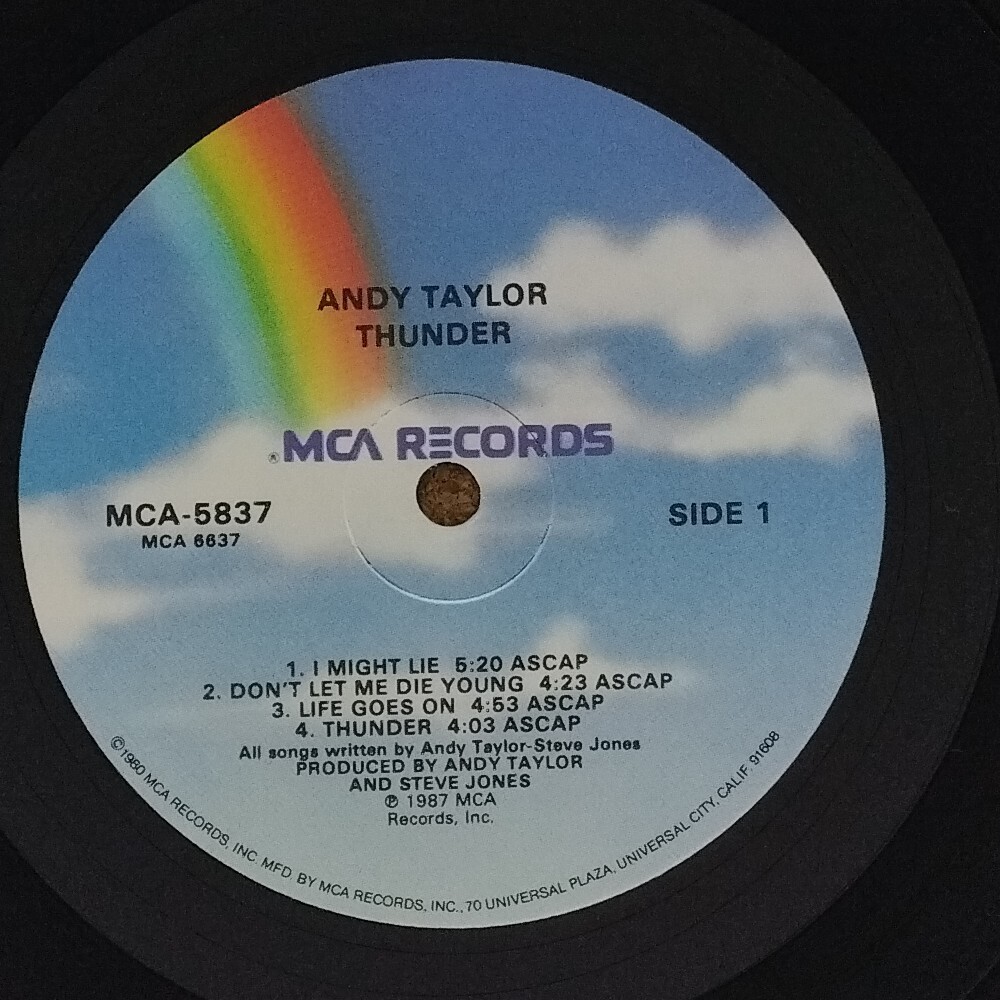 ANDY TAYLOR
THUNDER
® MCA RECORDS
MCA-5837
MCA 6637
SIDE 1
1. I MIGHT LIE 5:20 ASCAP
2. DON'T LET ME DIE YOUNG 4:23 ASCAP
3. LIFE GOES ON 4:53 ASCAP
4. THUNDER 4:03 ASCAP
All songs written by Andy Taylor-Steve Jones
PRODUCED BY ANDY TAYLOR
AND STEVE JONES
℗ 1987 MCA
Records, Inc.
©1980 MCA RECORDS, INC. MFD. BY MCA RECORDS, INC., 70 UNIVERSAL PLAZA, UNIVERSAL CITY, CALIF. 91608